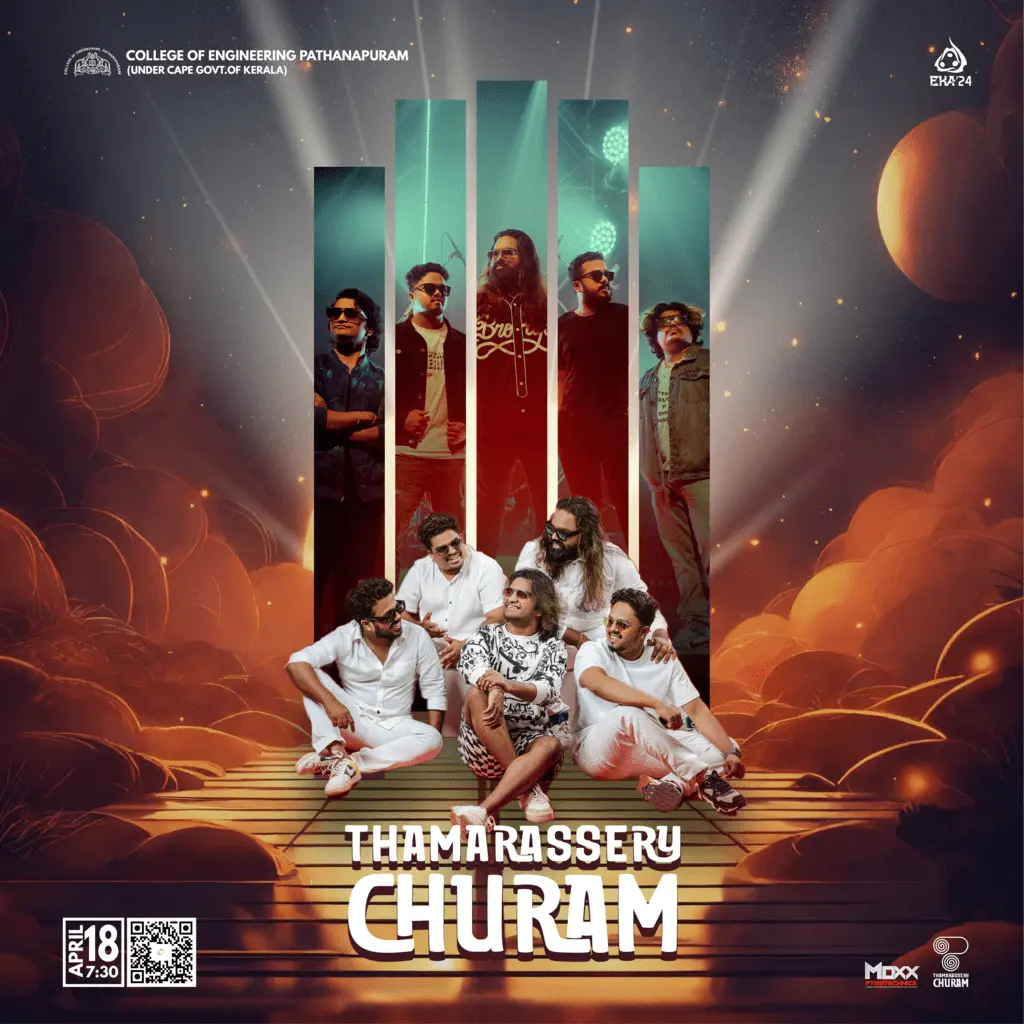 COLLEGE OF ENGINEERING PATHANAPURAM
(UNDER CAPE GOVT.OF KERALA)
EKA'24
THAMARASSERY
CHURAM
APRIL
18
7:30
MOXX
PYROTECHNICS
THAMARASSERY
CHURAM